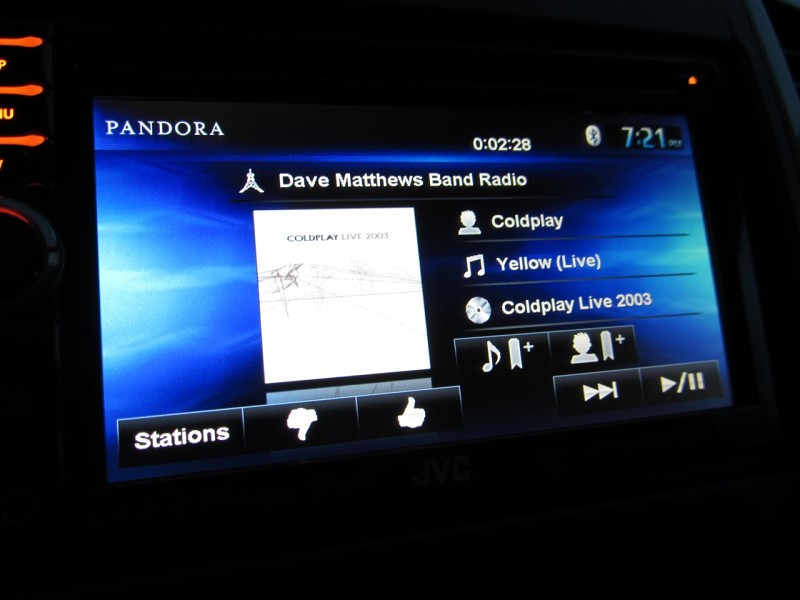 PANDORA
0:02:28
7:21 PM
Dave Matthews Band Radio
COLDPLAY LIVE 2003
Coldplay
Yellow (Live)
Coldplay Live 2003
Stations
JVC